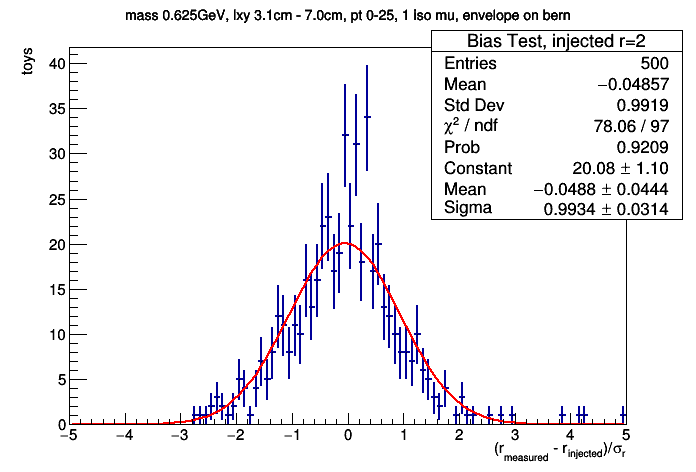 mass 0.625GeV, lxy 3.1cm - 7.0cm, pt 0-25, 1 Iso mu, envelope on bern
Bias Test, injected r=2
Entries 500
Mean −0.04857
Std Dev 0.9919
χ² / ndf 78.06 / 97
Prob 0.9209
Constant 20.08 ± 1.10
Mean −0.0488 ± 0.0444
Sigma 0.9934 ± 0.0314
toys
40
35
30
25
20
15
10
5
0
−5 −4 −3 −2 −1 0 1 2 3 4 5
(r_measured - r_injected)/σ_r